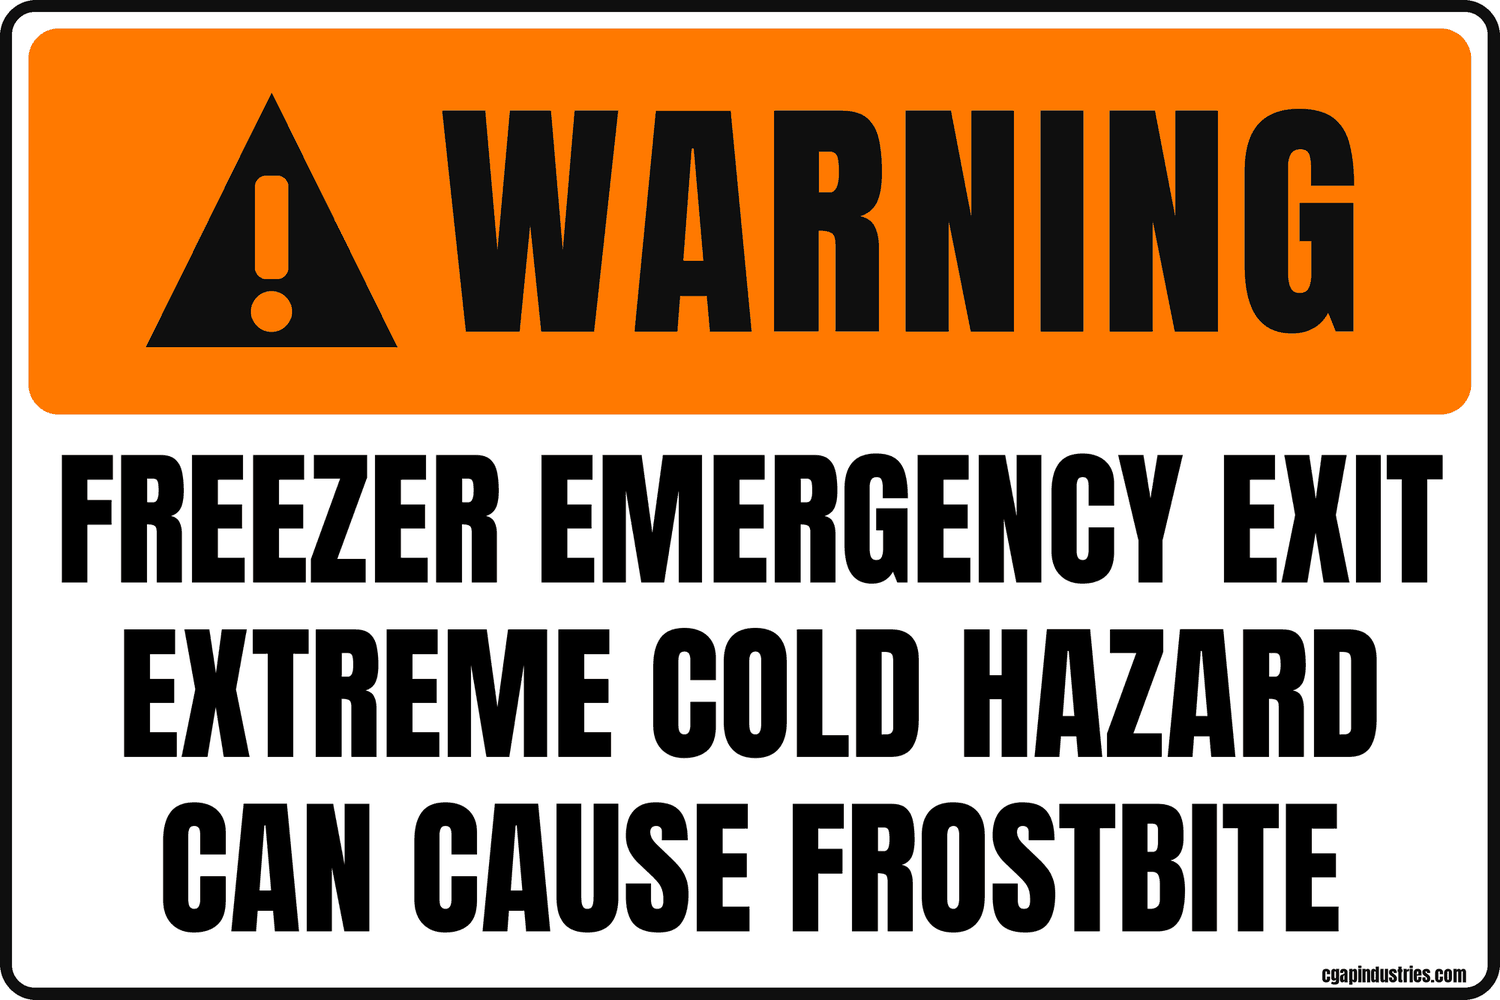 WARNING
FREEZER EMERGENCY EXIT
EXTREME COLD HAZARD
CAN CAUSE FROSTBITE
cgapindustries.com